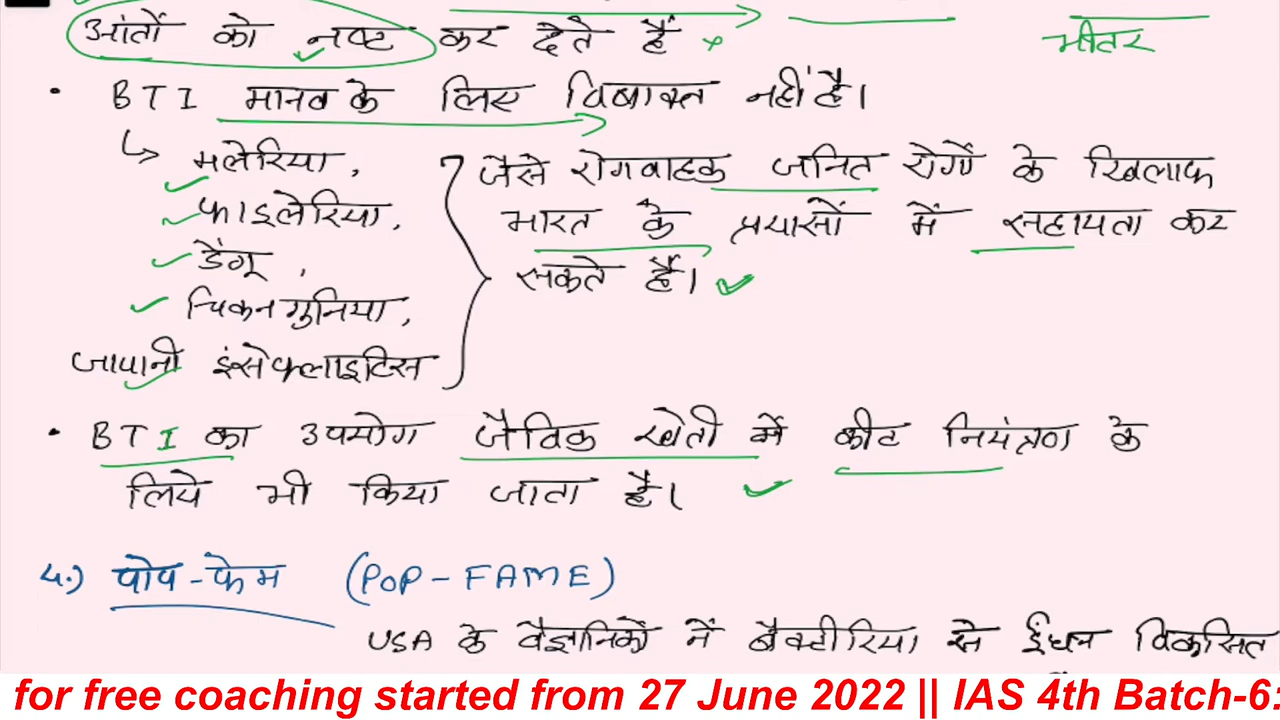 आंतों को नष्ट कर देते हैं
भीतर
• BTI मानव के लिए विषाक्त नहीं है।
↳ मलेरिया,
फाइलेरिया,
डेंगू,
चिकनगुनिया,
जापानी इंसेफ्लाइटिस
जैसे रोगवाहक जनित रोगों के खिलाफ
भारत के प्रयासों में सहायता कर
सकते हैं।
• BTI का उपयोग जैविक खेती में कीट नियंत्रण के
लिये भी किया जाता है।
4.) पोप-फेम (POP-FAME)
USA के वैज्ञानिकों ने बैक्टीरिया से ईंधन विकसित
for free coaching started from 27 June 2022 || IAS 4th Batch-6: